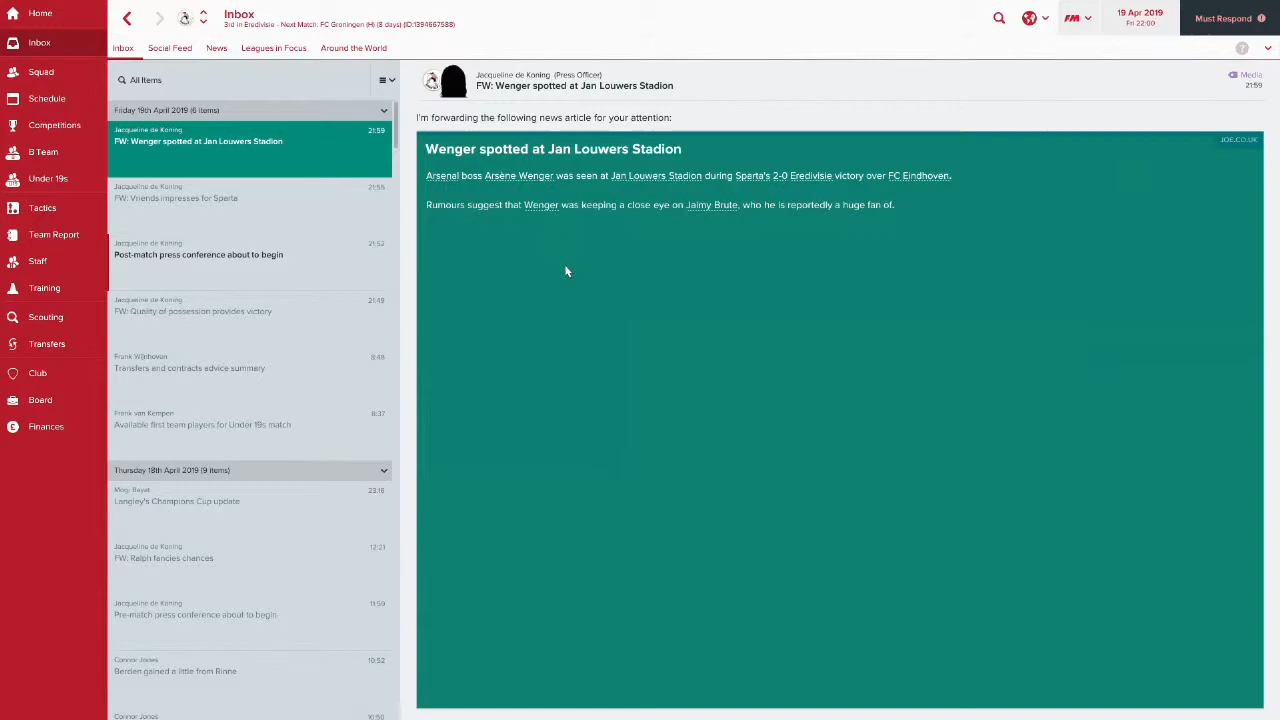 Home
Inbox
Squad
Schedule
Competitions
B Team
Under 19s
Tactics
Team Report
Staff
Training
Scouting
Transfers
Club
Board
Finances
Inbox
3rd in Eredivisie - Next Match: FC Groningen (H) (8 days) (ID:1394667588)
FM
19 Apr 2019
Fri 22:00
Must Respond
Inbox
Social Feed
News
Leagues in Focus
Around the World
?
All Items
Friday 19th April 2019 (6 items)
Jacqueline de Koning 21:59
FW: Wenger spotted at Jan Louwers Stadion
Jacqueline de Koning 21:55
FW: Vriends impresses for Sparta
Jacqueline de Koning 21:52
Post-match press conference about to begin
Jacqueline de Koning 21:49
FW: Quality of possession provides victory
Frank Wijnhoven 8:48
Transfers and contracts advice summary
Frank van Kempen 8:37
Available first team players for Under 19s match
Thursday 18th April 2019 (9 items)
Mogi Bayat 23:16
Langley's Champions Cup update
Jacqueline de Koning 12:21
FW: Ralph fancies chances
Jacqueline de Koning 11:59
Pre-match press conference about to begin
Connor Jones 10:52
Berden gained a little from Rinne
Connor Jones 10:50
Jacqueline de Koning (Press Officer)
FW: Wenger spotted at Jan Louwers Stadion
Media
21:59
I'm forwarding the following news article for your attention:
JOE.CO.UK
Wenger spotted at Jan Louwers Stadion
Arsenal boss Arsène Wenger was seen at Jan Louwers Stadion during Sparta's 2-0 Eredivisie victory over FC Eindhoven.
Rumours suggest that Wenger was keeping a close eye on Jalmy Brute, who he is reportedly a huge fan of.